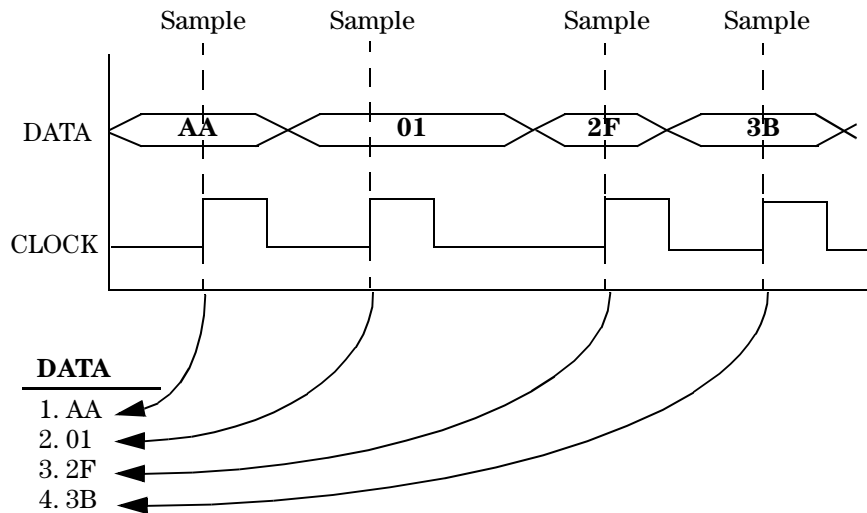 Sample Sample Sample Sample
DATA AA 01 2F 3B
CLOCK
DATA
1. AA
2. 01
3. 2F
4. 3B